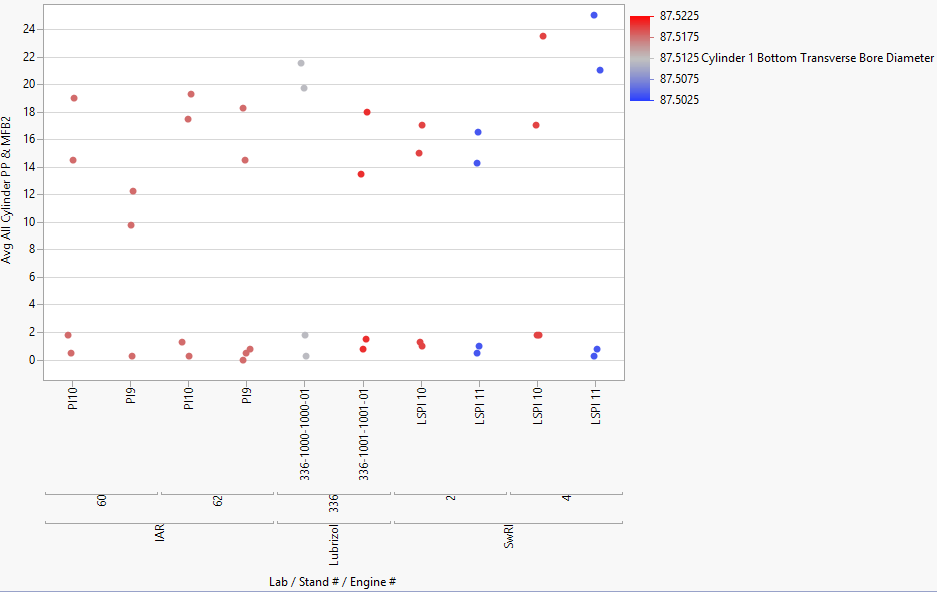 24
22
20
18
16
14
12
10
8
6
4
2
0
Avg All Cylinder P P & MFB2
87.5225
87.5175
87.5125
87.5075
87.5025
Cylinder 1 Bottom Transverse Bore Diameter
PI10
PI9
PI10
PI9
336-1000-1000-01
336-1001-1001-01
LSPI 10
LSPI 11
LSPI 10
LSPI 11
60
62
336
2
4
IAR
Lubrizol
SwRI
Lab / Stand # / Engine #